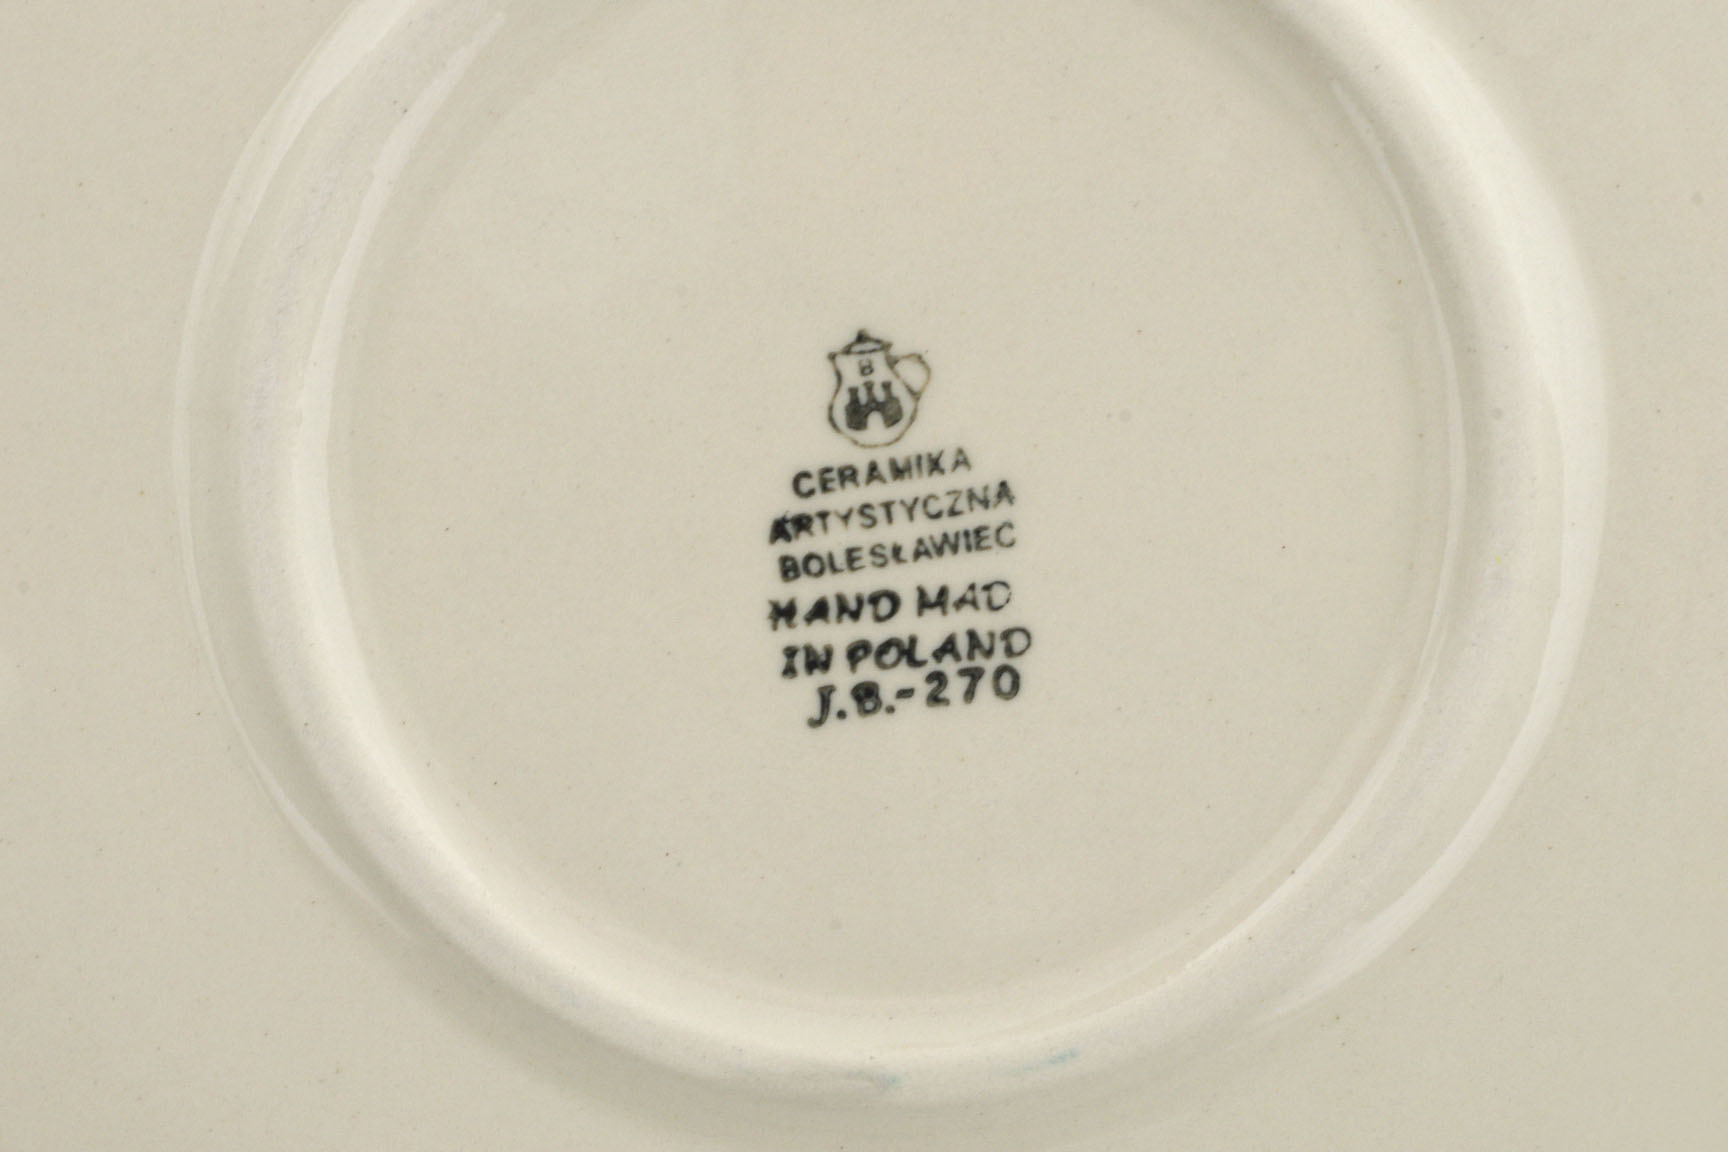 B
CERAMIKA
ARTYSTYCZNA
BOLESŁAWIEC
HAND MAD
IN POLAND
J.B.-270